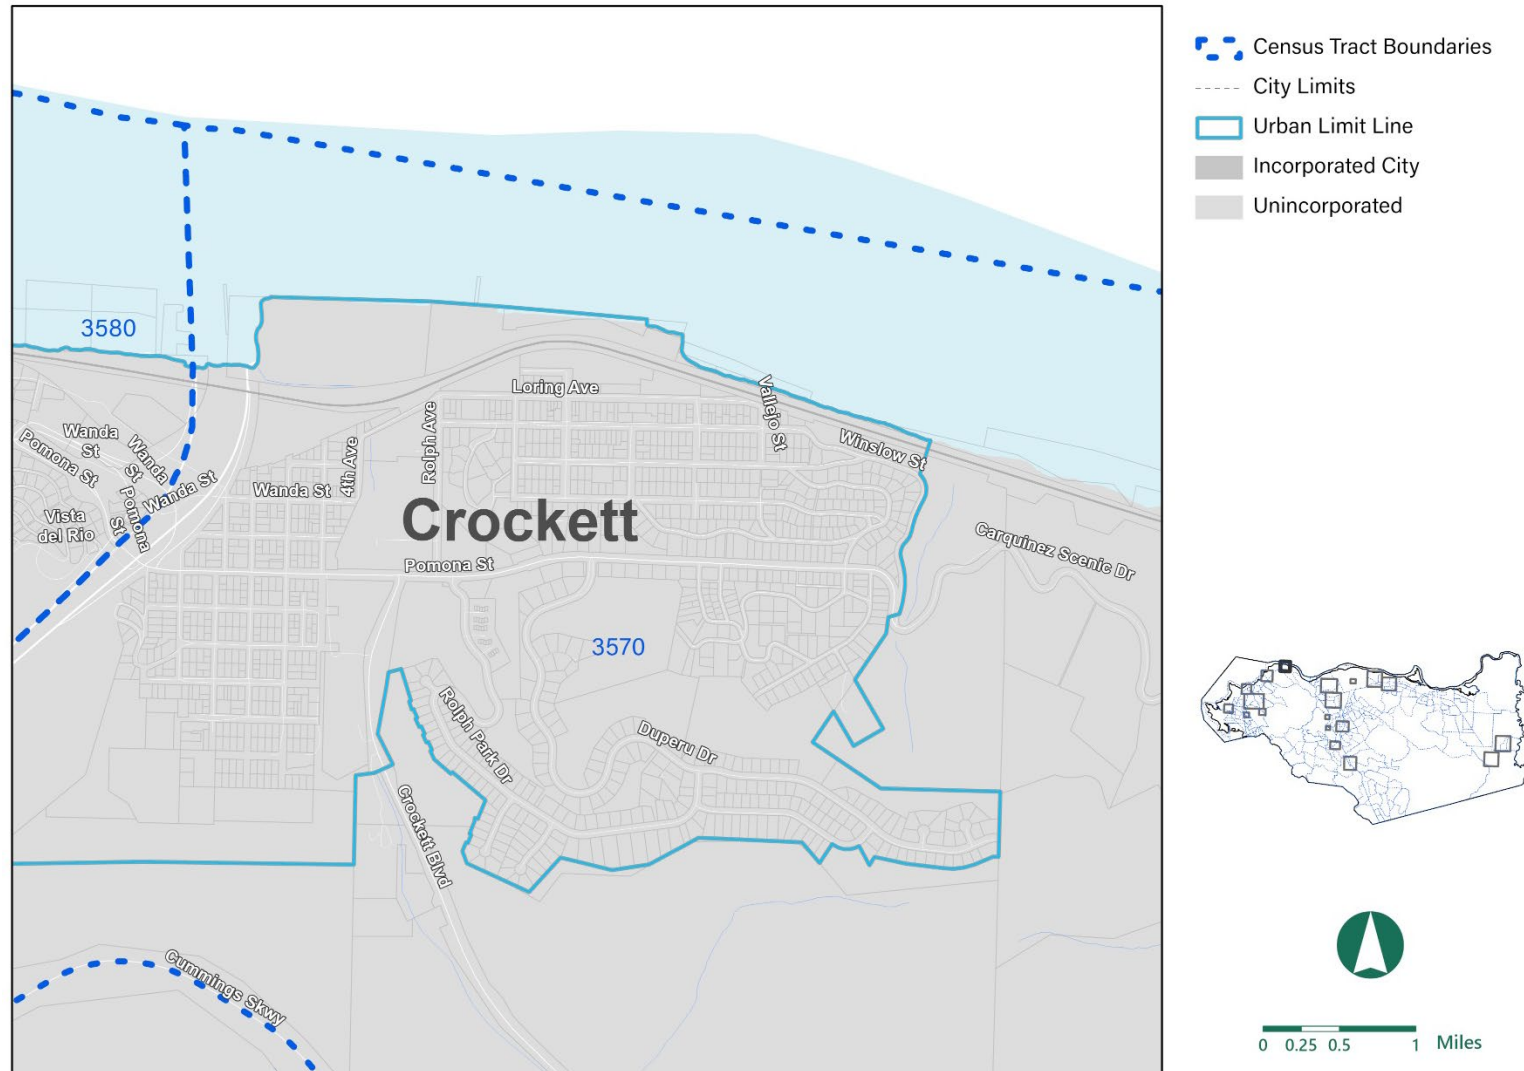 Census Tract Boundaries
City Limits
Urban Limit Line
Incorporated City
Unincorporated
3580
Loring Ave
Vallejo St
Rolph Ave
Winslow St
Wanda
St
Pomona St
Wanda
St
4th Ave
Wanda St
Wanda St
Pomona
St
Vista
del Rio
Crockett
Carquinez Scenic Dr
Pomona St
3570
Rolph Park Dr
Duperu Dr
Crockett Blvd
Cummings Skwy
0 0.25 0.5 1 Miles